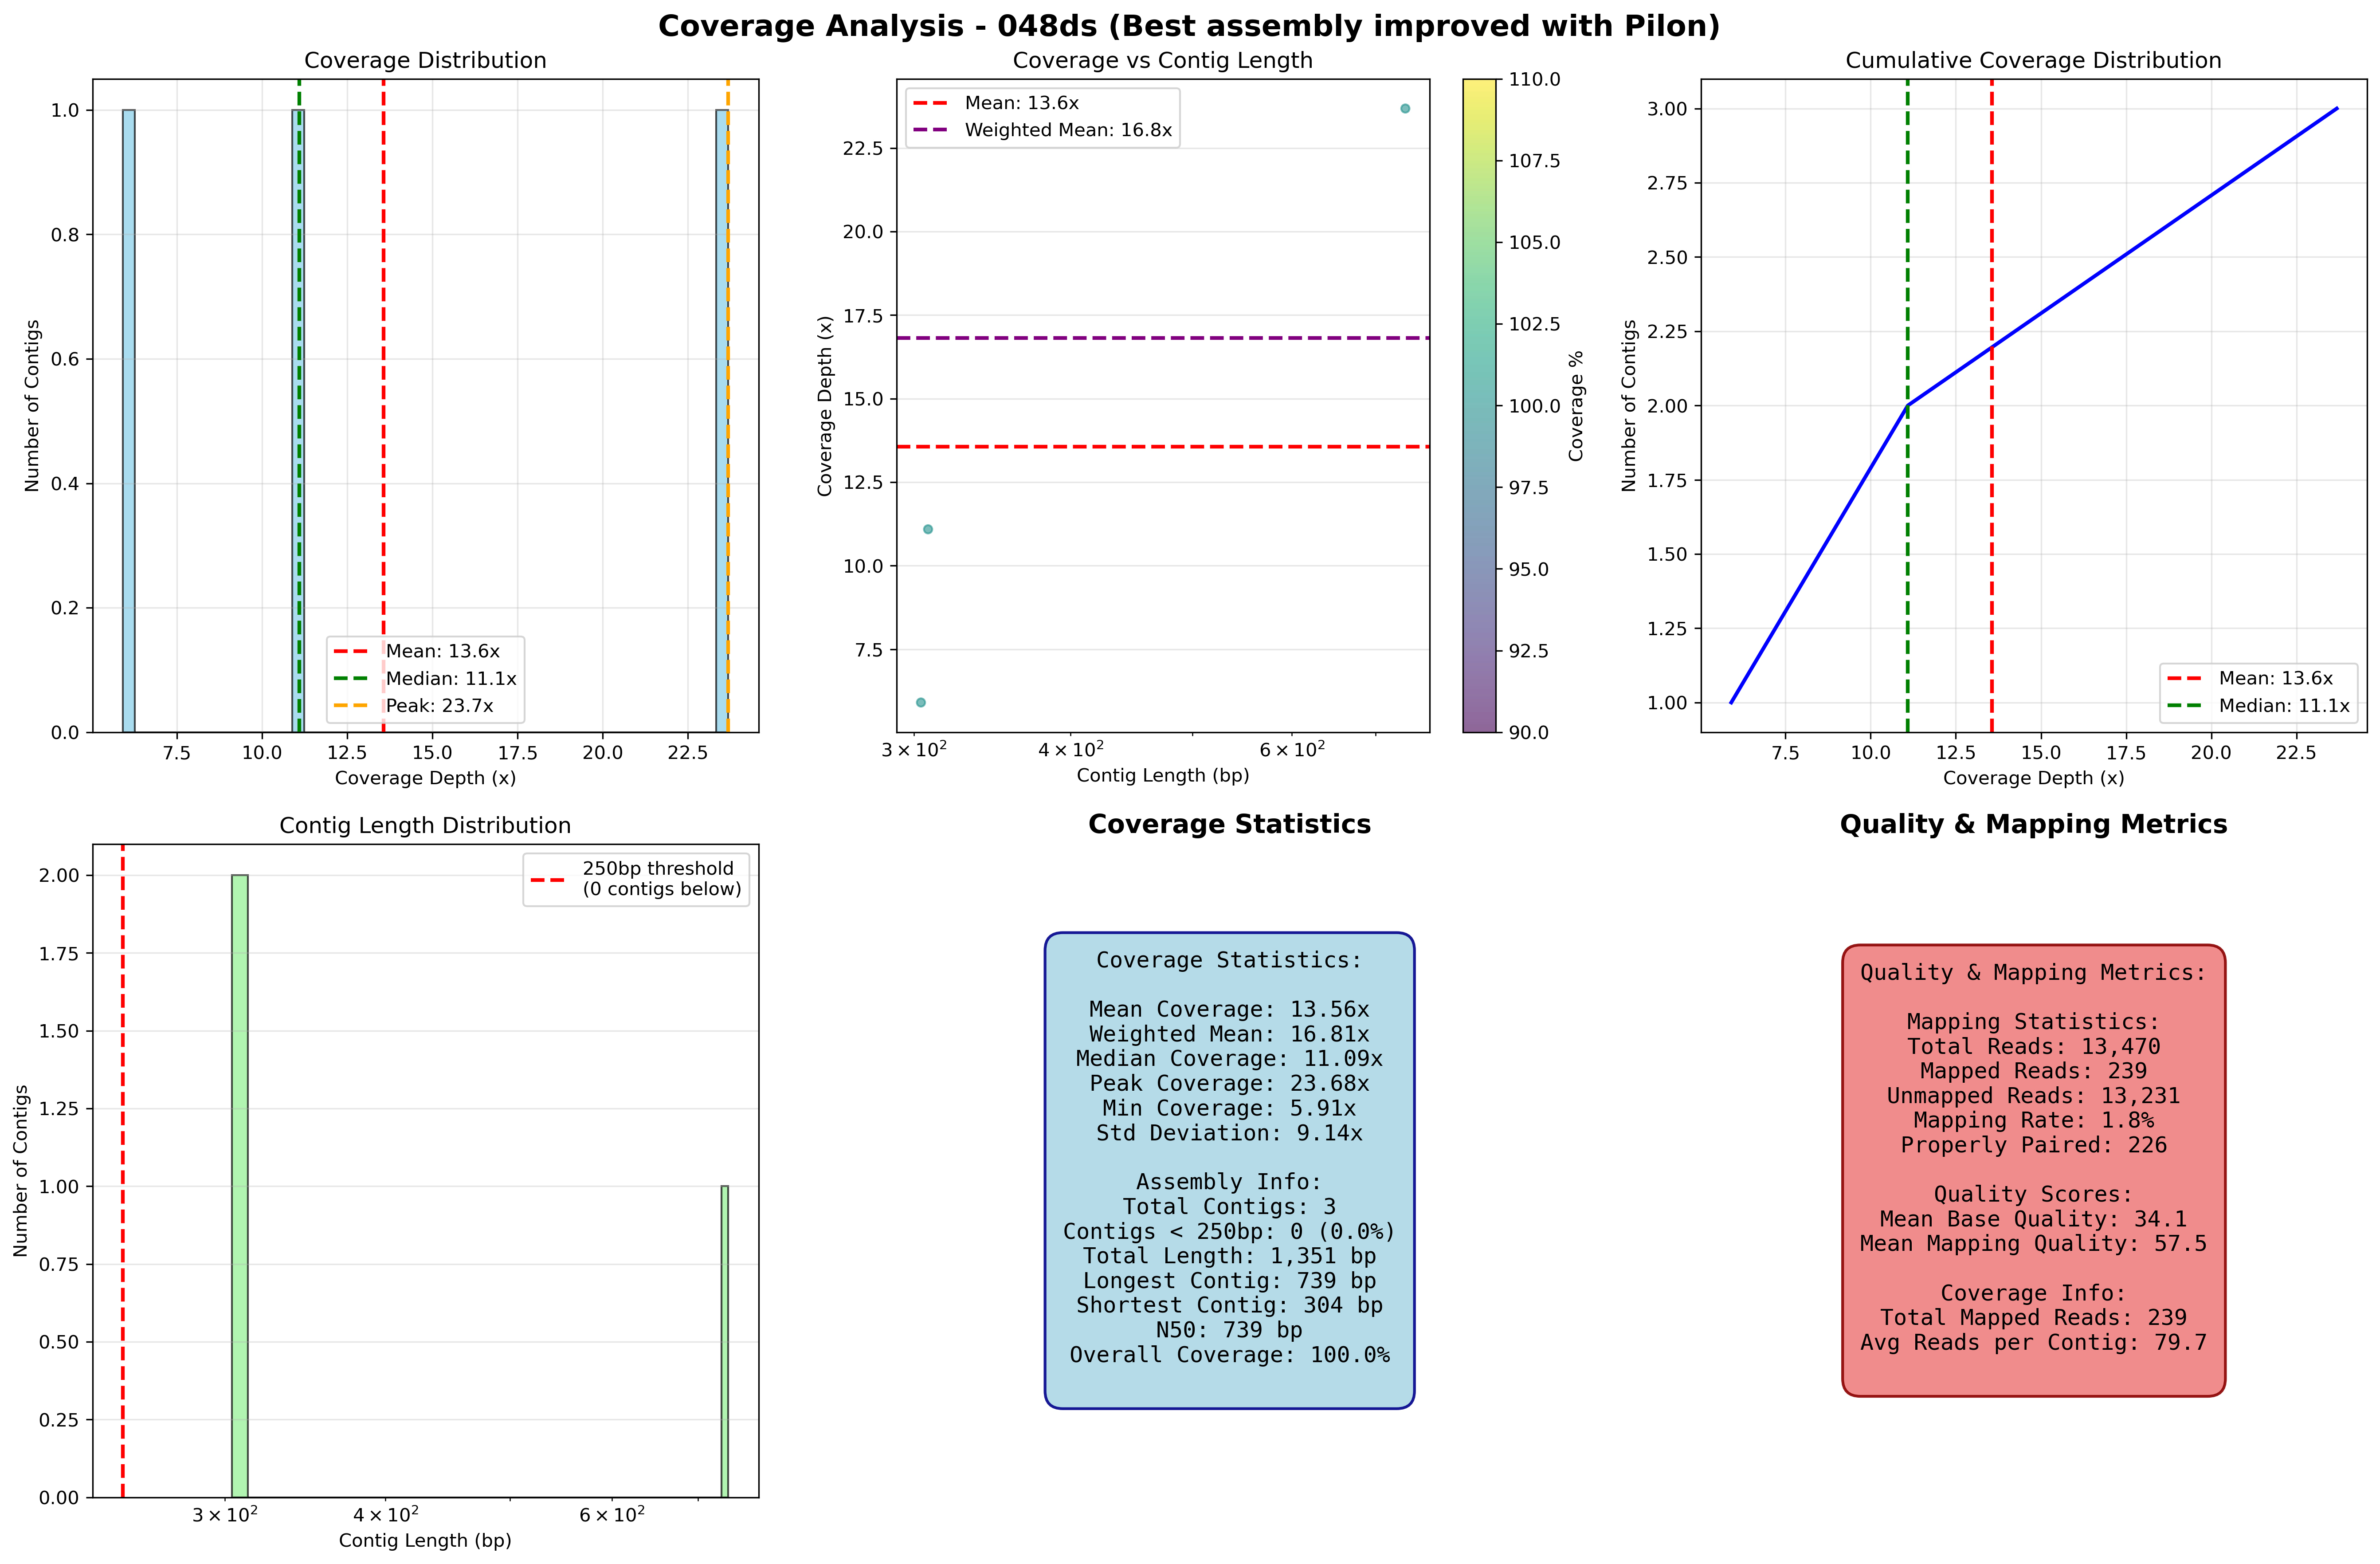 Coverage Analysis - 048ds (Best assembly improved with Pilon)
Coverage Distribution
Number of Contigs
1.0
0.8
0.6
0.4
0.2
0.0
7.5 10.0 12.5 15.0 17.5 20.0 22.5
Coverage Depth (x)
Mean: 13.6x
Median: 11.1x
Peak: 23.7x
Coverage vs Contig Length
Coverage Depth (x)
22.5
20.0
17.5
15.0
12.5
10.0
7.5
3 × 10² 4 × 10² 6 × 10²
Contig Length (bp)
Mean: 13.6x
Weighted Mean: 16.8x
110.0
107.5
105.0
102.5
100.0
97.5
95.0
92.5
90.0
Coverage %
Cumulative Coverage Distribution
Number of Contigs
3.00
2.75
2.50
2.25
2.00
1.75
1.50
1.25
1.00
7.5 10.0 12.5 15.0 17.5 20.0 22.5
Coverage Depth (x)
Mean: 13.6x
Median: 11.1x
Contig Length Distribution
Number of Contigs
2.00
1.75
1.50
1.25
1.00
0.75
0.50
0.25
0.00
3 × 10² 4 × 10² 6 × 10²
Contig Length (bp)
250bp threshold
(0 contigs below)
Coverage Statistics
Coverage Statistics:
Mean Coverage: 13.56x
Weighted Mean: 16.81x
Median Coverage: 11.09x
Peak Coverage: 23.68x
Min Coverage: 5.91x
Std Deviation: 9.14x
Assembly Info:
Total Contigs: 3
Contigs < 250bp: 0 (0.0%)
Total Length: 1,351 bp
Longest Contig: 739 bp
Shortest Contig: 304 bp
N50: 739 bp
Overall Coverage: 100.0%
Quality & Mapping Metrics
Quality & Mapping Metrics:
Mapping Statistics:
Total Reads: 13,470
Mapped Reads: 239
Unmapped Reads: 13,231
Mapping Rate: 1.8%
Properly Paired: 226
Quality Scores:
Mean Base Quality: 34.1
Mean Mapping Quality: 57.5
Coverage Info:
Total Mapped Reads: 239
Avg Reads per Contig: 79.7